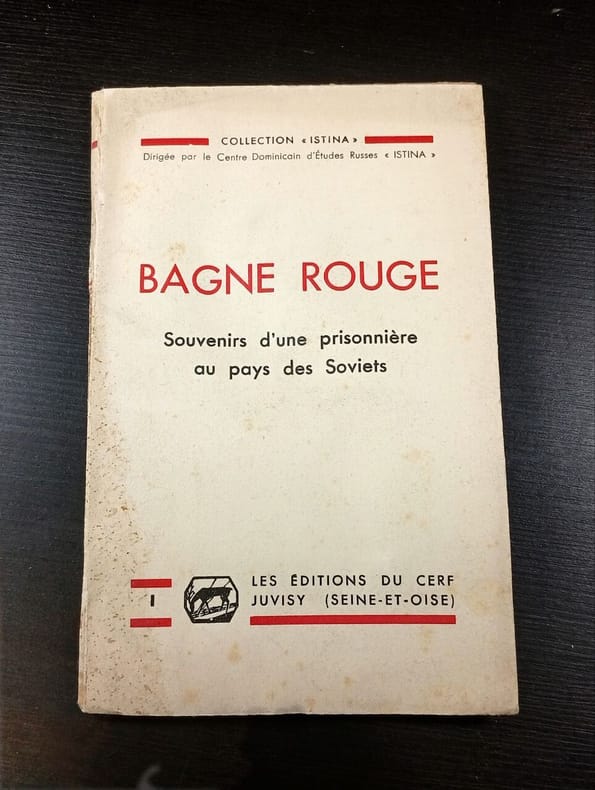 COLLECTION « ISTINA »
Dirigée par le Centre Dominicain d'Études Russes « ISTINA »
BAGNE ROUGE
Souvenirs d'une prisonnière
au pays des Soviets
I
LES ÉDITIONS DU CERF
JUVISY (SEINE-ET-OISE)